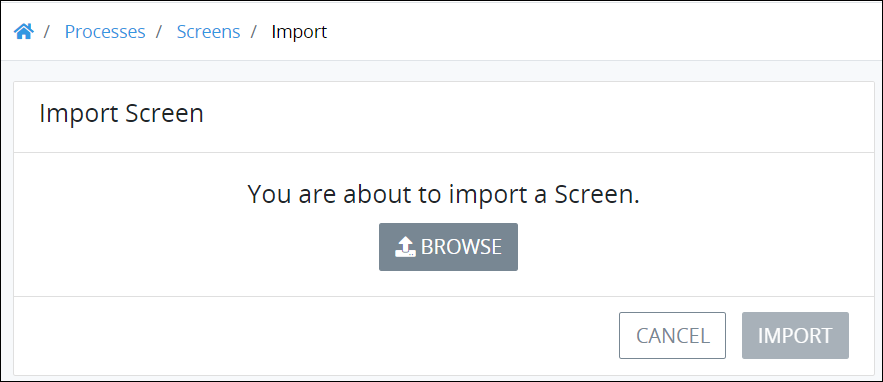 / Processes / Screens / Import
Import Screen
You are about to import a Screen.
BROWSE
CANCEL IMPORT